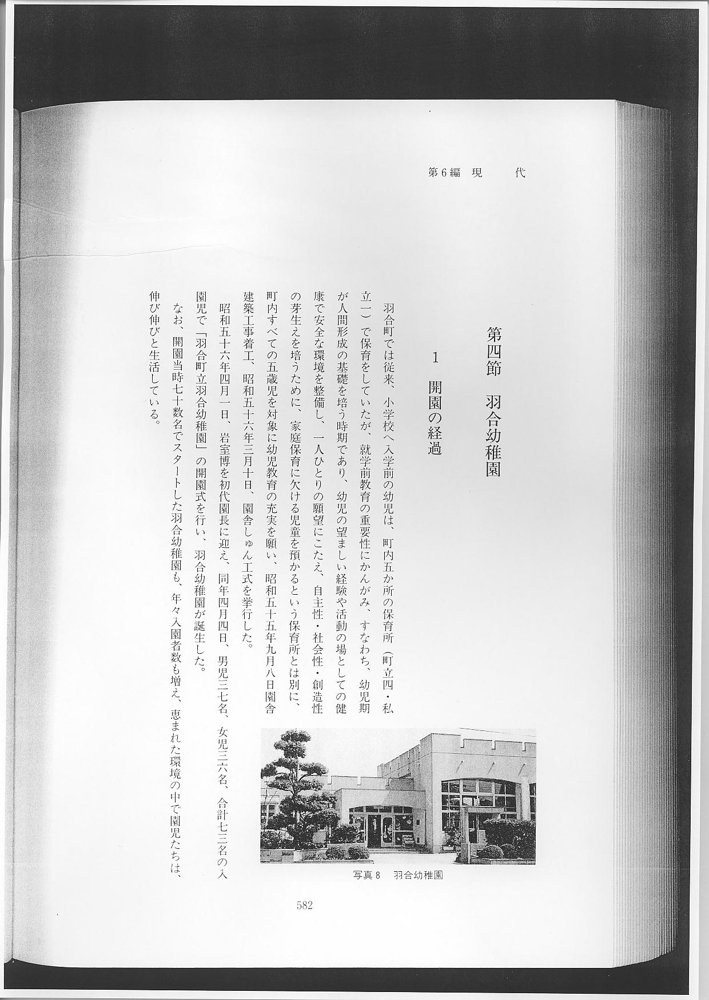 第6編　現　　代
第四節　羽合幼稚園
1　開園の経過
　羽合町では従来、小学校へ入学前の幼児は、町内五か所の保育所（町立四・私
立一）で保育をしていたが、就学前教育の重要性にかんがみ、すなわち、幼児期
が人間形成の基礎を培う時期であり、幼児の望ましい経験や活動の場としての健
康で安全な環境を整備し、一人ひとりの願望にこたえ、自主性・社会性・創造性
の芽生えを培うために、家庭保育に欠ける児童を預かるという保育所とは別に、
町内すべての五歳児を対象に幼児教育の充実を願い、昭和五十五年九月八日園舎
建築工事着工、昭和五十六年三月十日、園舎しゅん工式を挙行した。
　昭和五十六年四月一日、岩室博を初代園長に迎え、同年四月四日、男児三七名、女児三六名、合計七三名の入
園児で「羽合町立羽合幼稚園」の開園式を行い、羽合幼稚園が誕生した。
　なお、開園当時七十数名でスタートした羽合幼稚園も、年々入園者数も増え、恵まれた環境の中で園児たちは、
伸び伸びと生活している。
写真8　羽合幼稚園
582